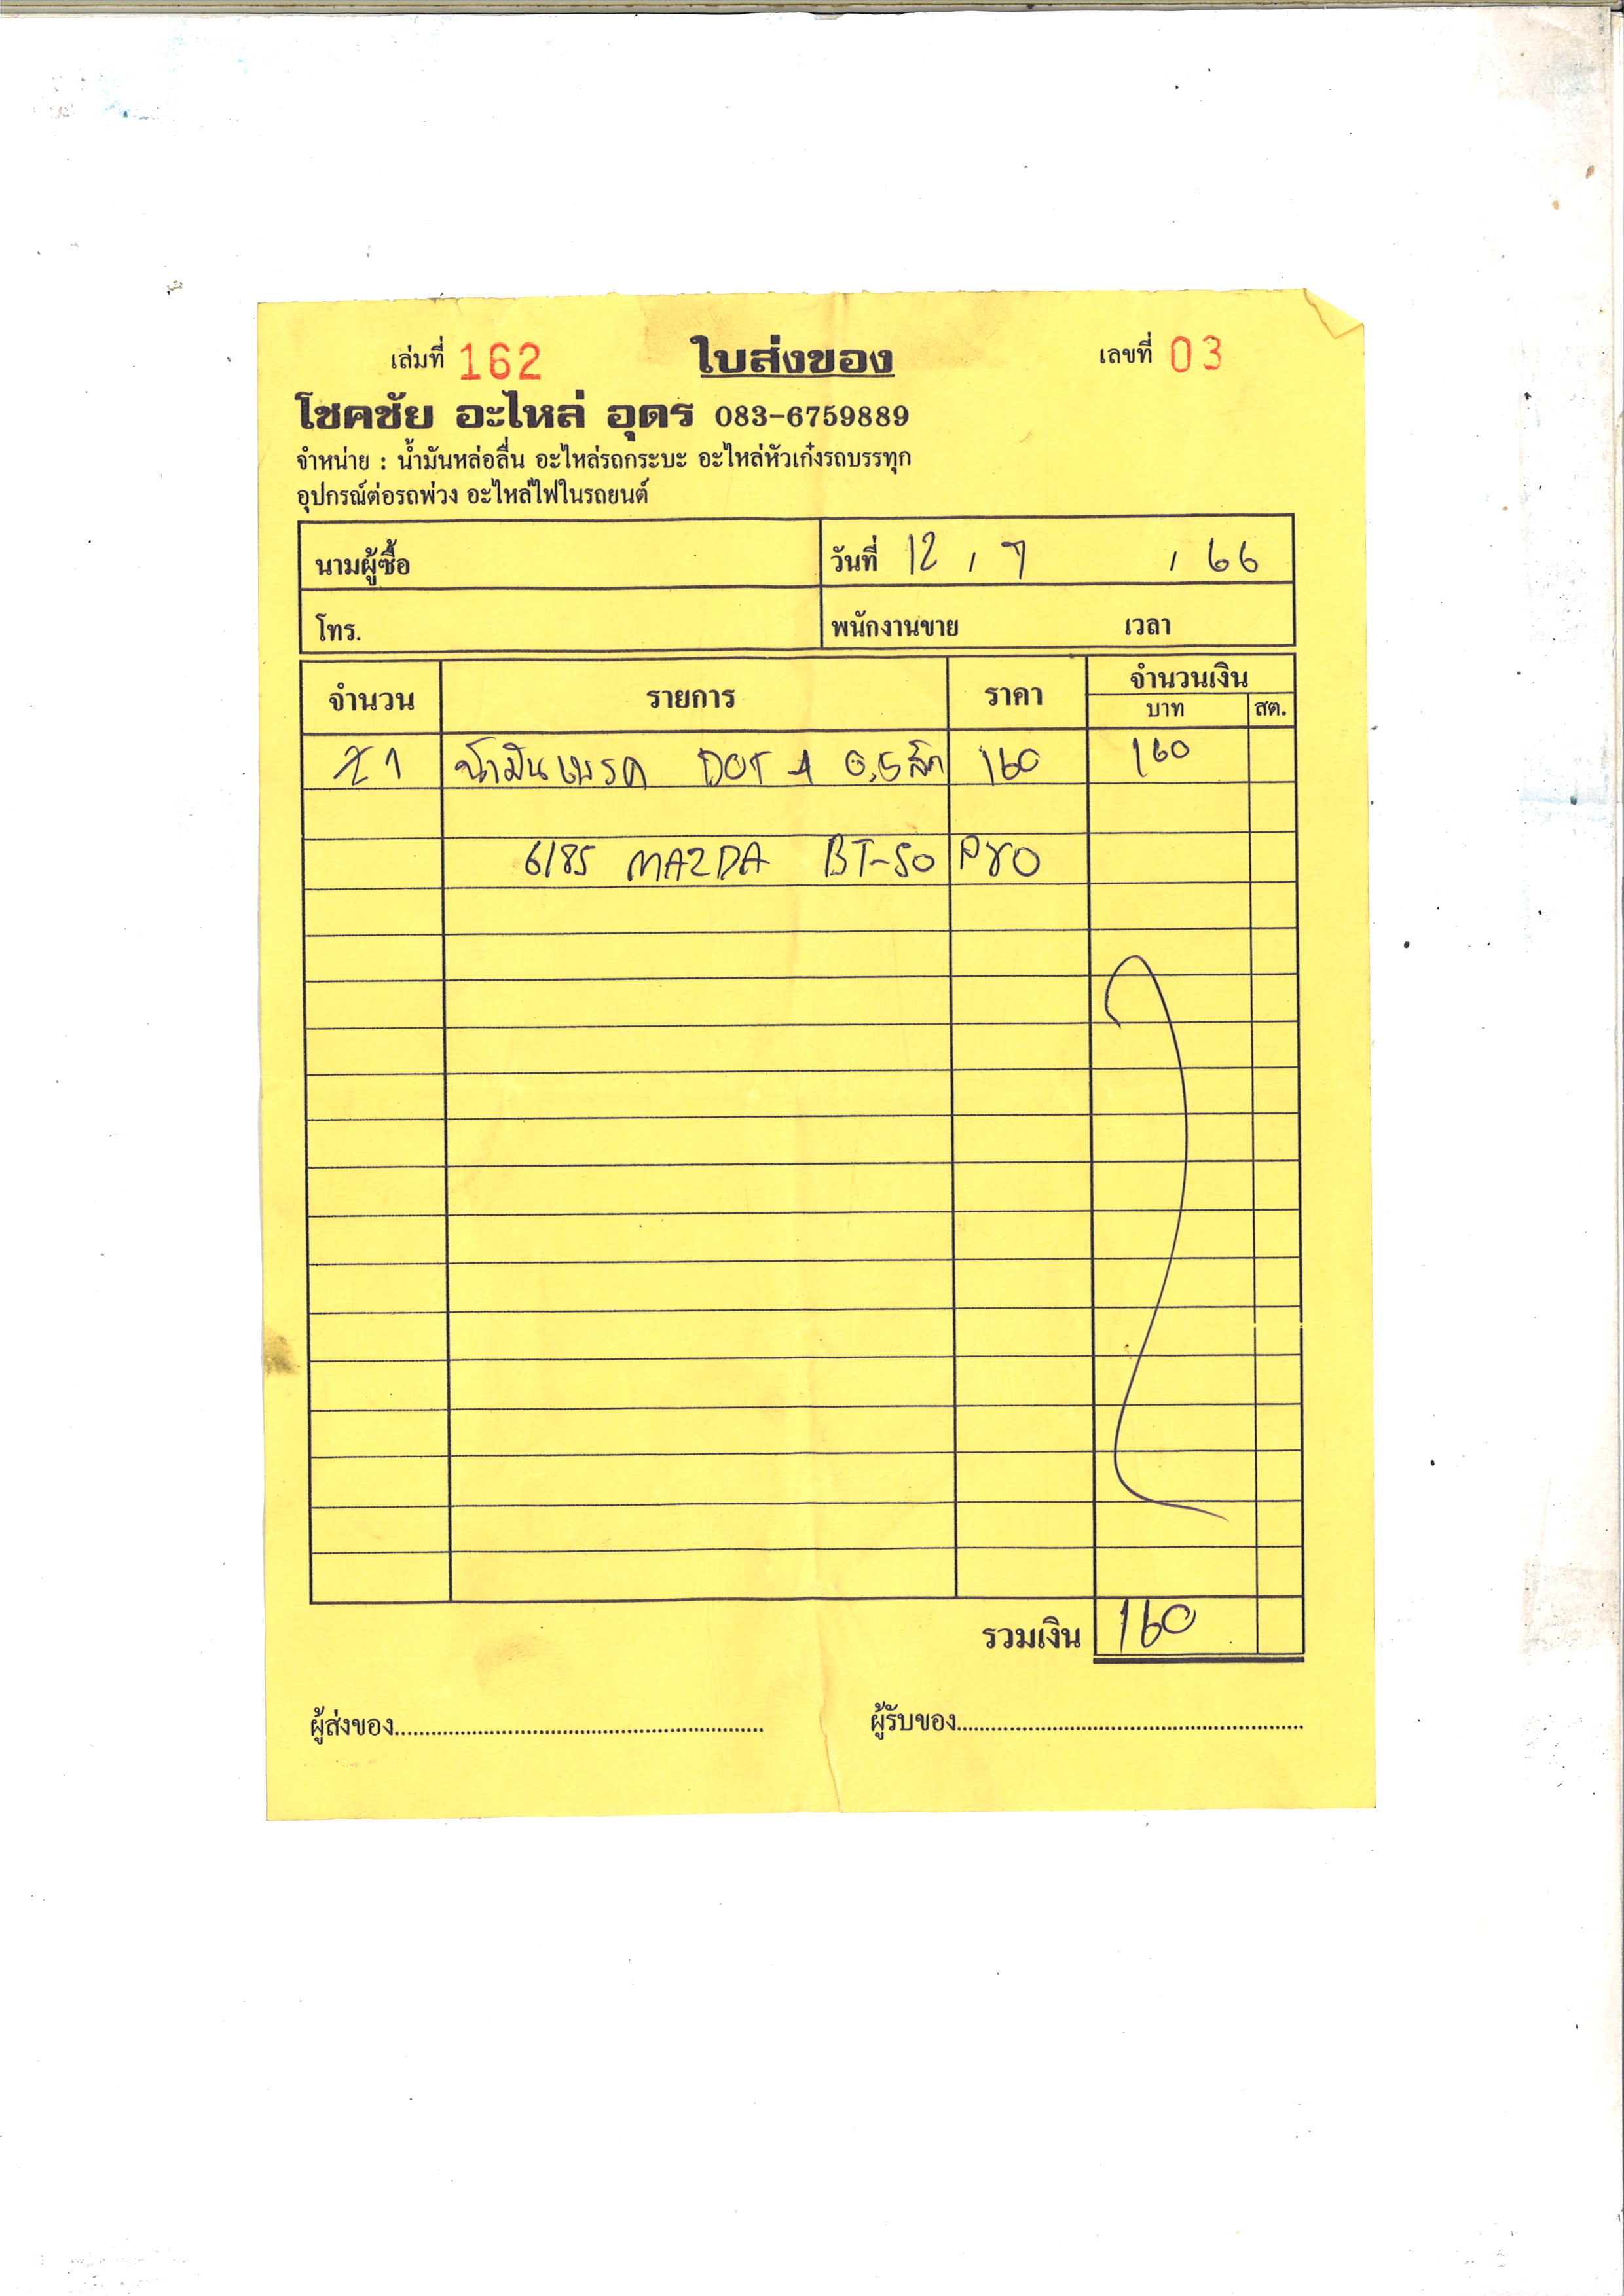 เล่มที่ 162 ใบส่งของ เลขที่ 03
โชคชัย อะไหล่ อุดร 083-6759889
จำหน่าย : น้ำมันหล่อลื่น อะไหล่รถกระบะ อะไหล่หัวเก๋งรถบรรทุก
อุปกรณ์ต่อรถพ่วง อะไหล่ไฟในรถยนต์
นามผู้ซื้อ วันที่ 12 / 7 / 66
โทร. พนักงานขาย เวลา
จำนวน รายการ ราคา จำนวนเงิน
บาท สต.
1 น้ำมันเบรค DOT 4 0.5 160 160
6185 MAZDA BT-50 Pro
รวมเงิน 160
ผู้ส่งของ ผู้รับของ